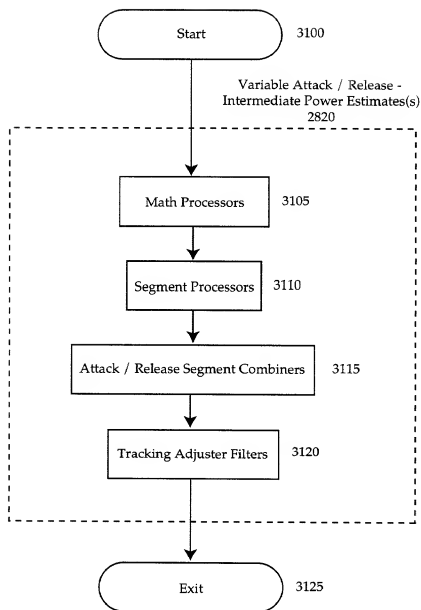 Start 3100
Variable Attack / Release -
Intermediate Power Estimates(s)
2820
Math Processors 3105
Segment Processors 3110
Attack / Release Segment Combiners 3115
Tracking Adjuster Filters 3120
Exit 3125